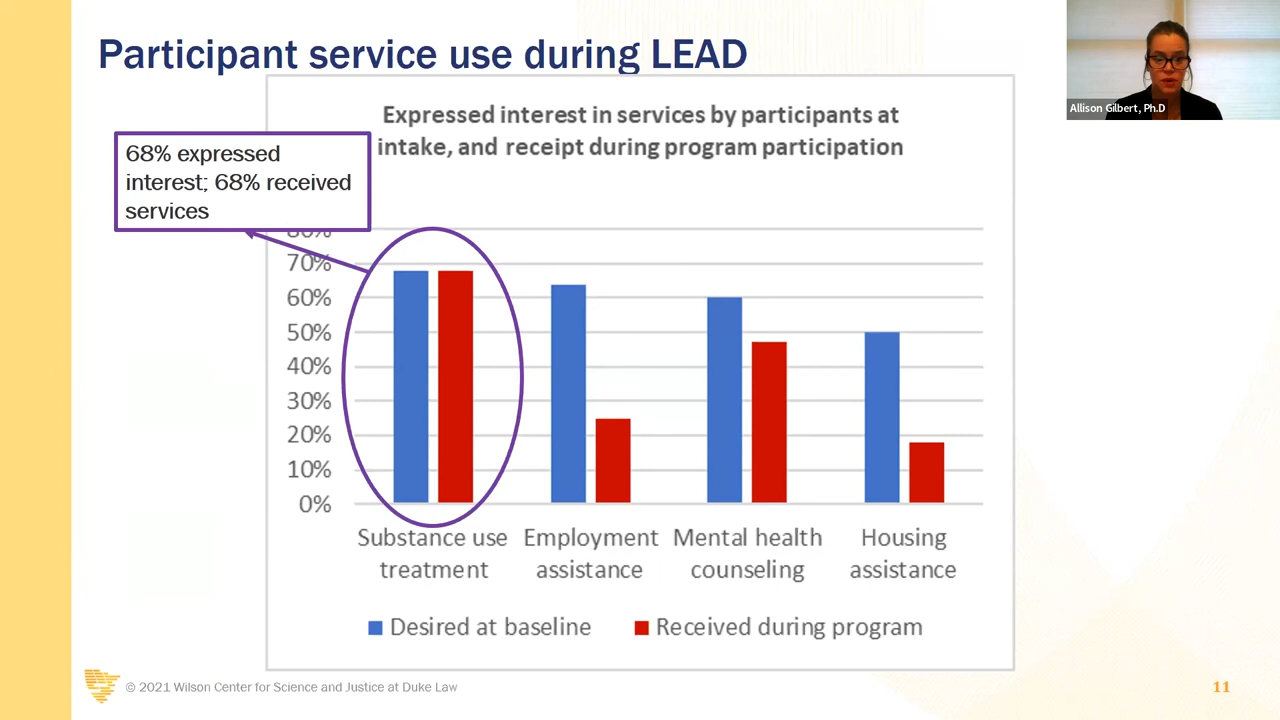 Participant service use during LEAD
Allison Gilbert, Ph.D
Expressed interest in services by participants at
intake, and receipt during program participation
68% expressed
interest; 68% received
services
80%
70%
60%
50%
40%
30%
20%
10%
0%
Substance use
treatment
Employment
assistance
Mental health
counseling
Housing
assistance
Desired at baseline
Received during program
© 2021 Wilson Center for Science and Justice at Duke Law
11